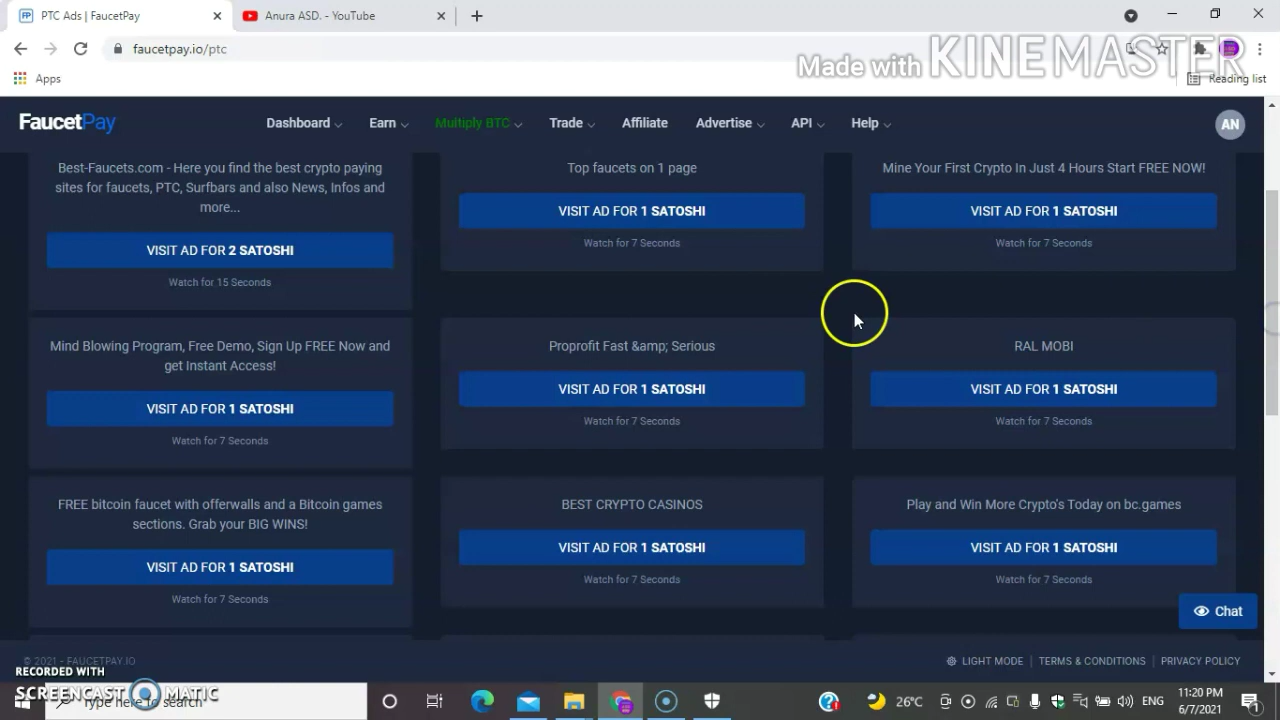 PTC Ads | FaucetPay
Anura ASD. - YouTube
faucetpay.io/ptc
Made with KINEMASTER
Apps
Reading list
FaucetPay
Dashboard
Earn
Multiply BTC
Trade
Affiliate
Advertise
API
Help
AN
Best-Faucets.com - Here you find the best crypto paying
sites for faucets, PTC, Surfbars and also News, Infos and
more...
VISIT AD FOR 2 SATOSHI
Watch for 15 Seconds
Top faucets on 1 page
VISIT AD FOR 1 SATOSHI
Watch for 7 Seconds
Mine Your First Crypto In Just 4 Hours Start FREE NOW!
VISIT AD FOR 1 SATOSHI
Watch for 7 Seconds
Mind Blowing Program, Free Demo, Sign Up FREE Now and
get Instant Access!
VISIT AD FOR 1 SATOSHI
Watch for 7 Seconds
Proprofit Fast &amp; Serious
VISIT AD FOR 1 SATOSHI
Watch for 7 Seconds
RAL MOBI
VISIT AD FOR 1 SATOSHI
Watch for 7 Seconds
FREE bitcoin faucet with offerwalls and a Bitcoin games
sections. Grab your BIG WINS!
VISIT AD FOR 1 SATOSHI
Watch for 7 Seconds
BEST CRYPTO CASINOS
VISIT AD FOR 1 SATOSHI
Watch for 7 Seconds
Play and Win More Crypto's Today on bc.games
VISIT AD FOR 1 SATOSHI
Watch for 7 Seconds
Chat
© 2021 - FAUCETPAY.IO
LIGHT MODE
TERMS & CONDITIONS
PRIVACY POLICY
RECORDED WITH
SCREENCAST MATIC
Type here to search
26°C
ENG
11:20 PM
6/7/2021